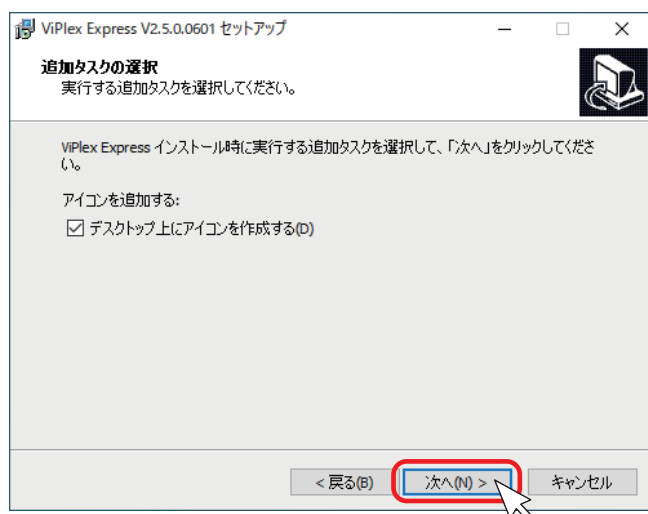 ViPlex Express V2.5.0.0601 セットアップ
追加タスクの選択
実行する追加タスクを選択してください。
ViPlex Express インストール時に実行する追加タスクを選択して、「次へ」をクリックしてくださ
い。
アイコンを追加する:
デスクトップ上にアイコンを作成する(D)
< 戻る(B) 次へ(N) > キャンセル